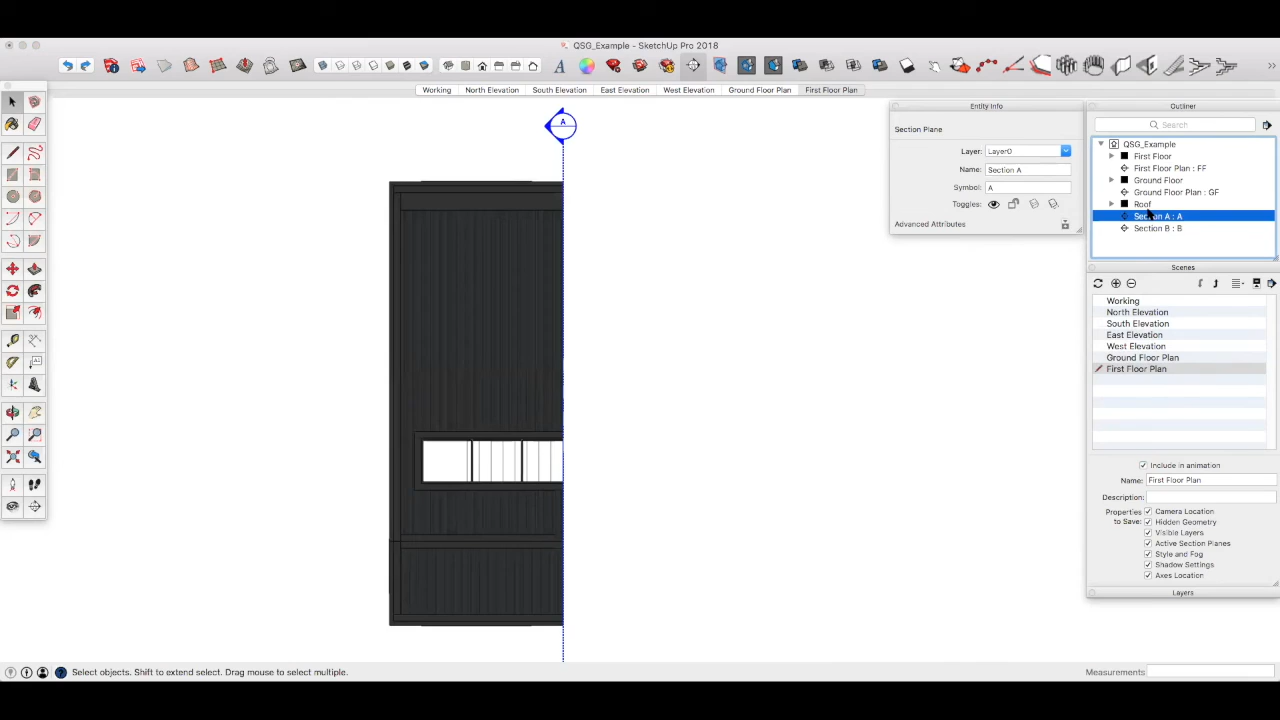 QSG_Example - SketchUp Pro 2018
Working
North Elevation
South Elevation
East Elevation
West Elevation
Ground Floor Plan
First Floor Plan
A
Entity Info
Section Plane
Layer: Layer0
Name: Section A
Symbol: A
Toggles:
Advanced Attributes
Outliner
Search
QSG_Example
First Floor
First Floor Plan : FF
Ground Floor
Ground Floor Plan : GF
Roof
Section A : A
Section B : B
Scenes
Working
North Elevation
South Elevation
East Elevation
West Elevation
Ground Floor Plan
First Floor Plan
Include in animation
Name: First Floor Plan
Description:
Properties to Save:
Camera Location
Hidden Geometry
Visible Layers
Active Section Planes
Style and Fog
Shadow Settings
Axes Location
Layers
Select objects. Shift to extend select. Drag mouse to select multiple.
Measurements